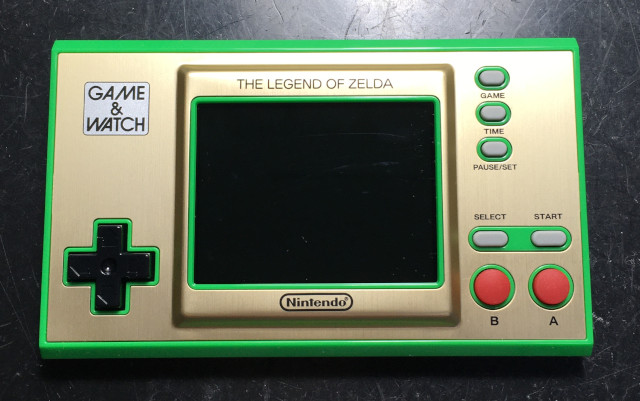 GAME
&
WATCH
THE LEGEND OF ZELDA
GAME
TIME
PAUSE/SET
SELECT START
Nintendo
B A